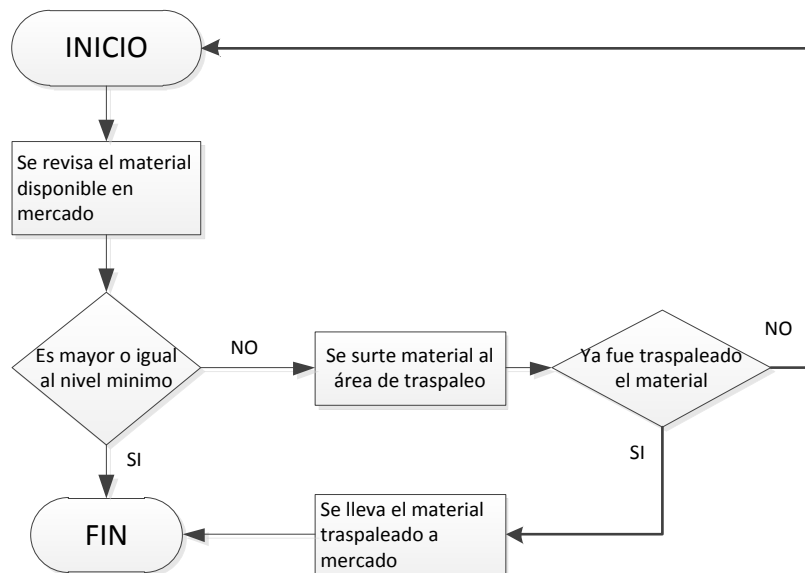 INICIO
Se revisa el material
disponible en
mercado
Es mayor o igual
al nivel minimo
NO
Se surte material al
área de traspaleo
Ya fue traspaleado
el material
NO
SI
SI
Se lleva el material
traspaleado a
mercado
FIN